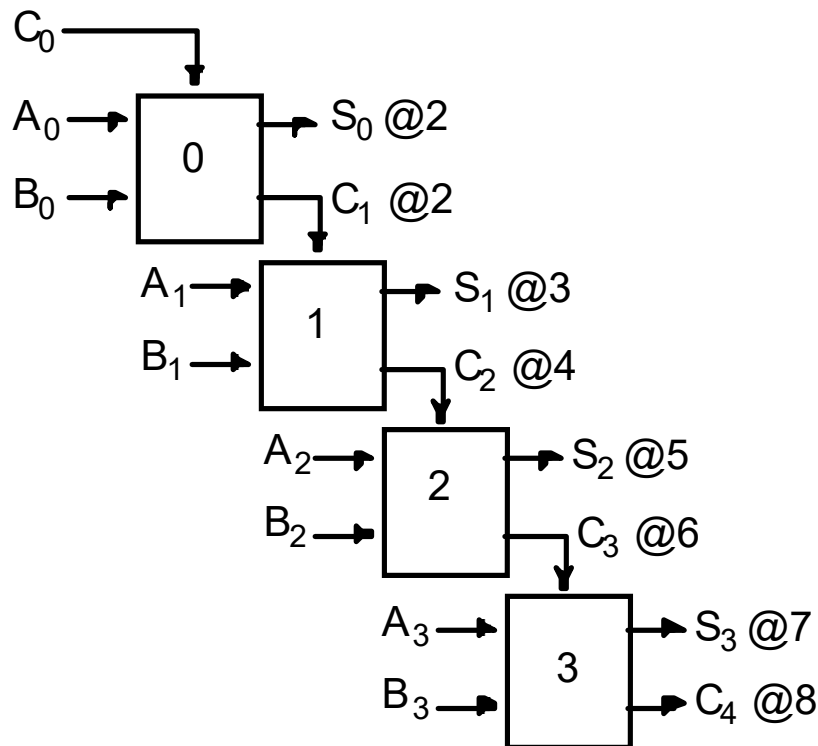 C₀
A₀ 0 S₀ @2
B₀ C₁ @2
A₁ 1 S₁ @3
B₁ C₂ @4
A₂ 2 S₂ @5
B₂ C₃ @6
A₃ 3 S₃ @7
B₃ C₄ @8